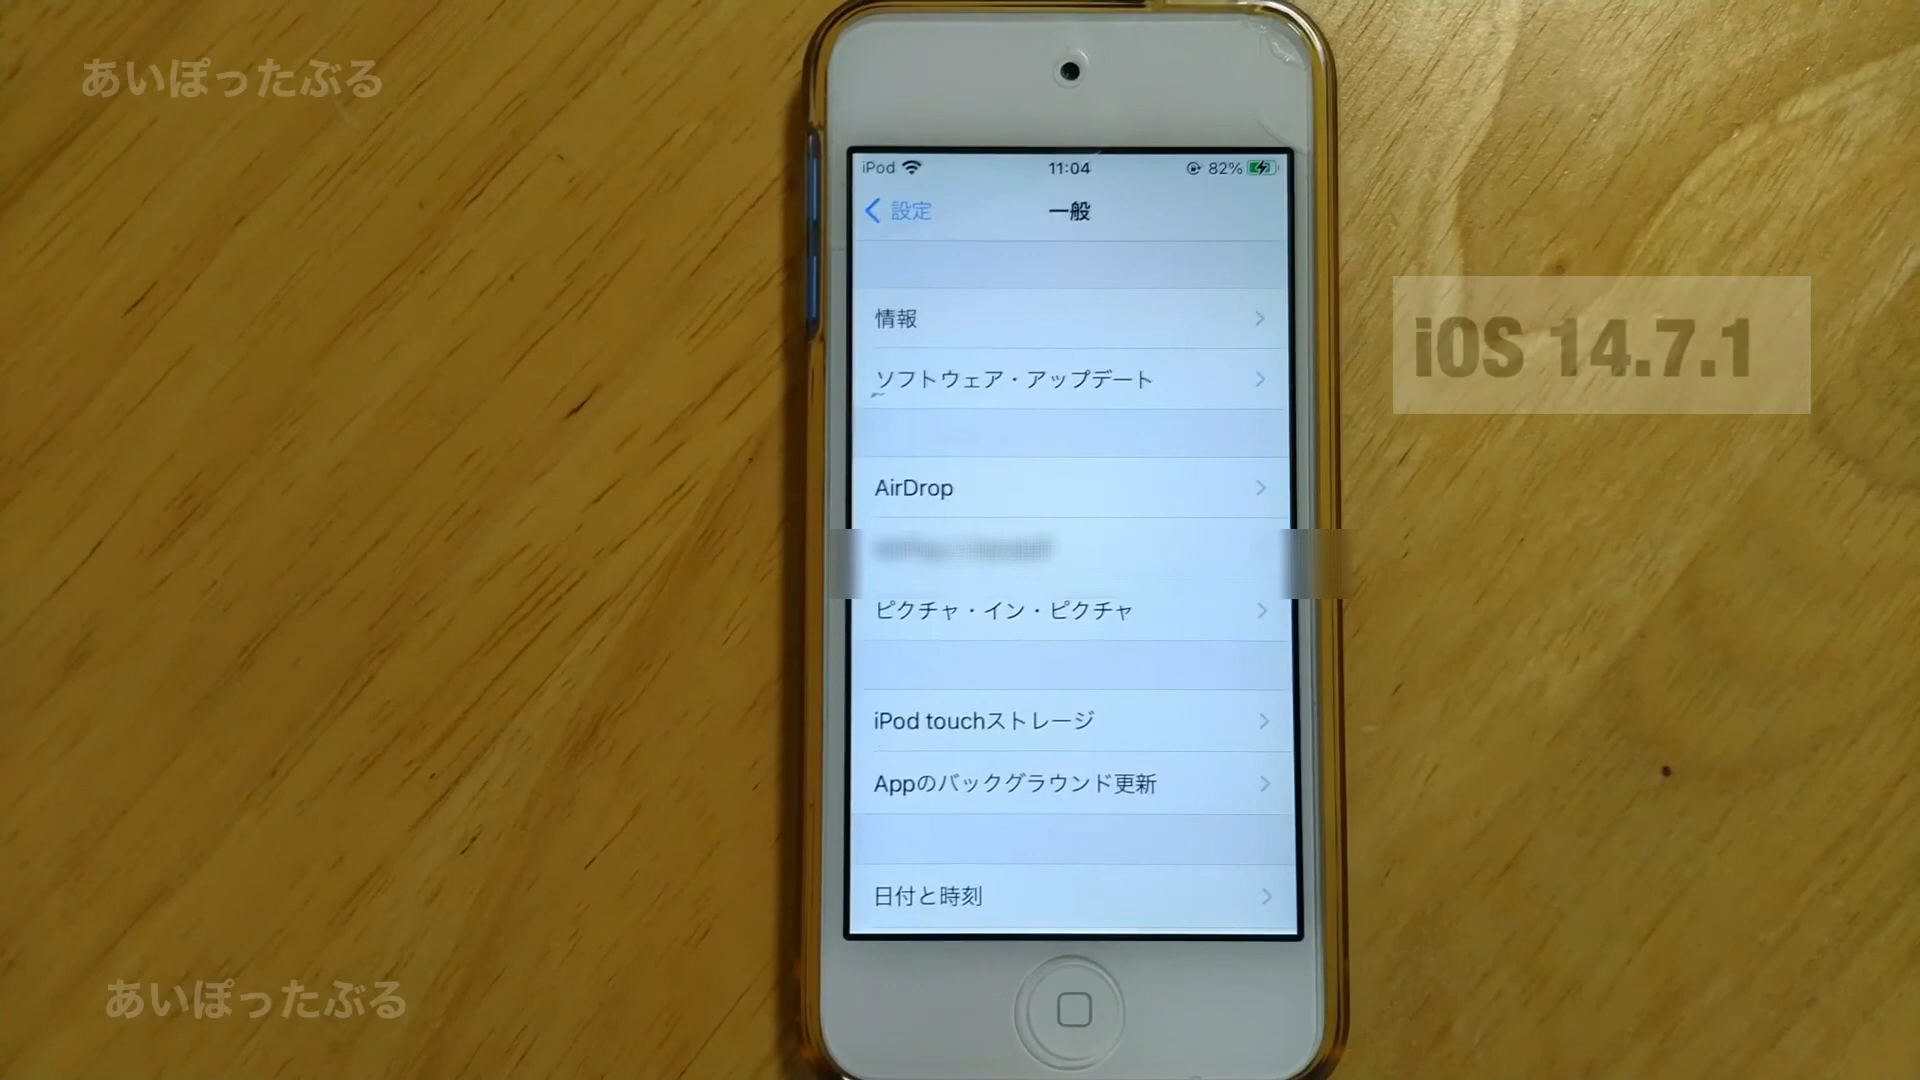 あいぽったぶる
iPod 11:04 82%
設定 一般
情報
ソフトウェア・アップデート
iOS 14.7.1
AirDrop
ピクチャ・イン・ピクチャ
iPod touchストレージ
Appのバックグラウンド更新
日付と時刻
あいぽったぶる